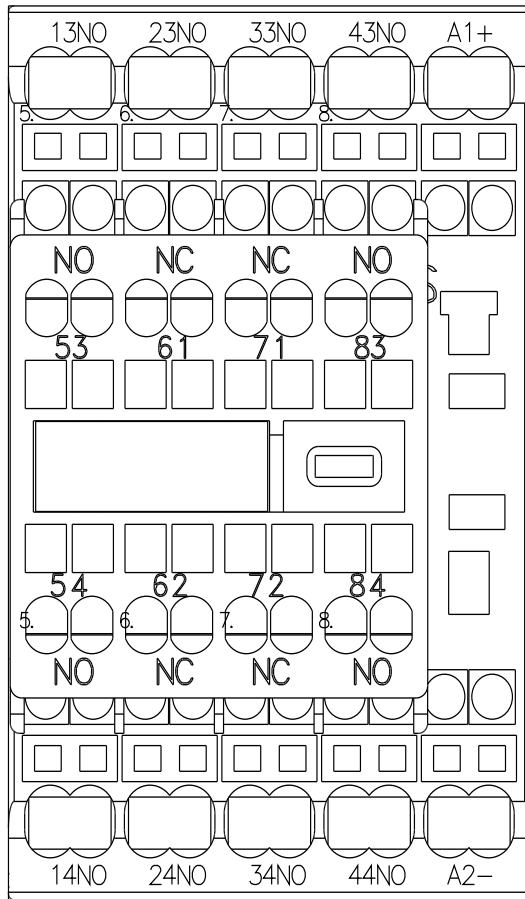 13NO 23NO 33NO 43NO A1+
5. 6. 7. 8.
NO NC NC NO
53 61 71 83
54 62 72 84
5. 6. 7. 8.
NO NC NC NO
14NO 24NO 34NO 44NO A2-